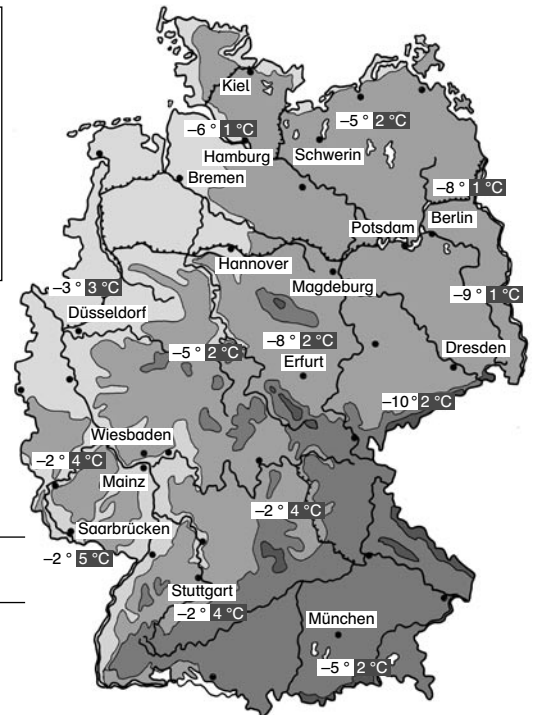 Kiel
–5 ° 2 °C
–6 ° 1 °C
Hamburg
Schwerin
Bremen
–8 ° 1 °C
Potsdam
Berlin
Hannover
Magdeburg
–3 ° 3 °C
–9 ° 1 °C
Düsseldorf
–8 ° 2 °C
–5 ° 2 °C
Erfurt
Dresden
–10 ° 2 °C
Wiesbaden
–2 ° 4 °C
Mainz
–2 ° 4 °C
Saarbrücken
–2 ° 5 °C
Stuttgart
–2 ° 4 °C
München
–5 ° 2 °C